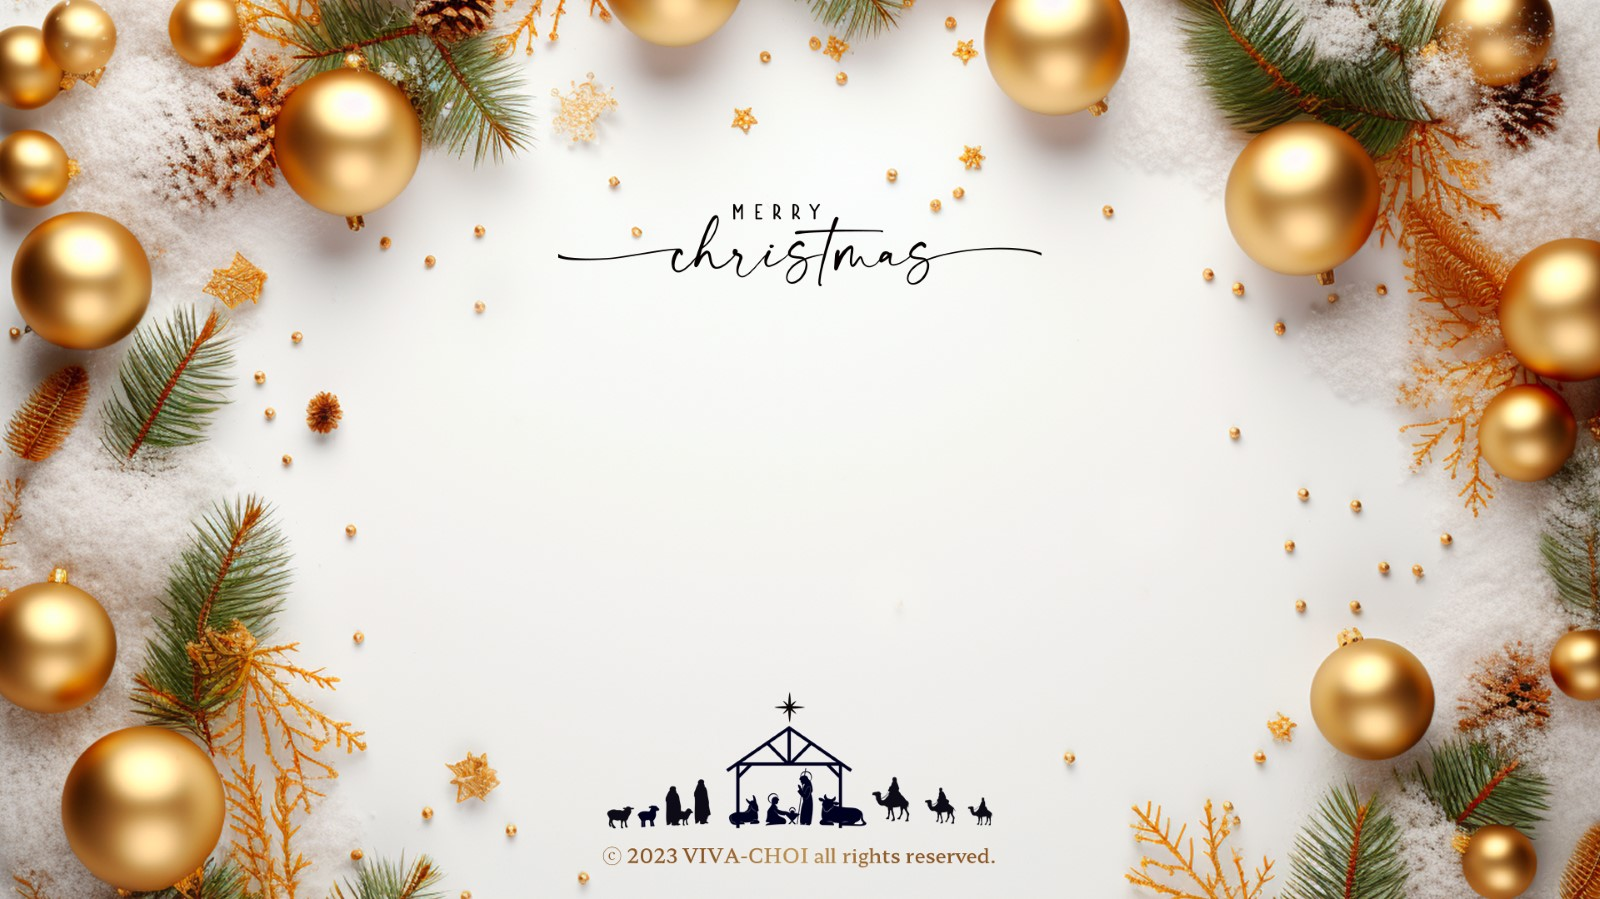 MERRY
christmas
ⓒ 2023 VIVA-CHOI all rights reserved.